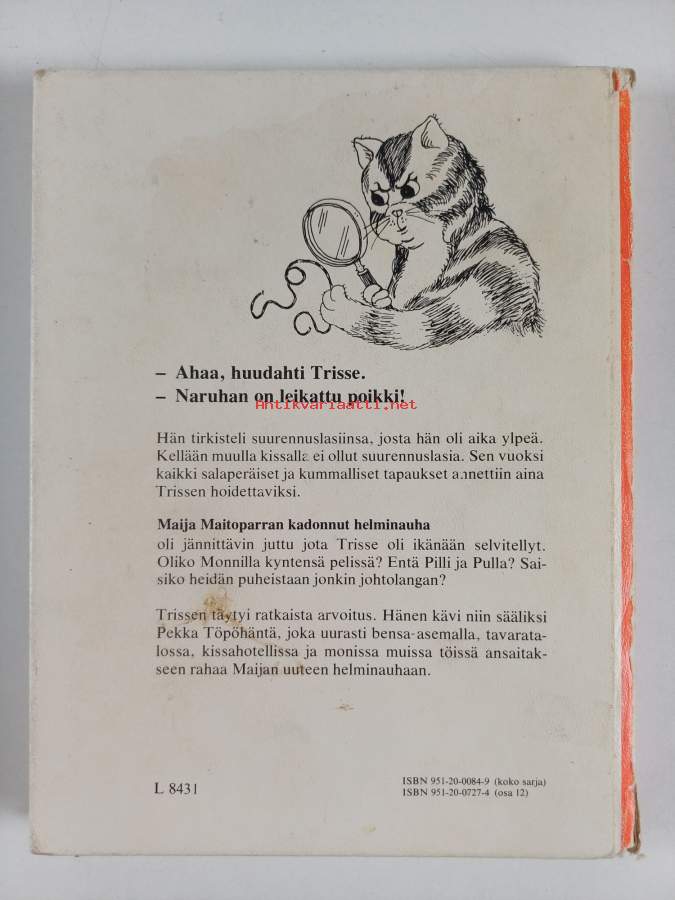 – Ahaa, huudahti Trisse.
– Naruhan on leikattu poikki!
Antikvariaatti.net
Hän tirkisteli suurennuslasiinsa, josta hän oli aika ylpeä.
Kellään muulla kissalla ei ollut suurennuslasia. Sen vuoksi
kaikki salaperäiset ja kummalliset tapaukset annettiin aina
Trissen hoidettaviksi.
Maija Maitoparran kadonnut helminauha
oli jännittävin juttu jota Trisse oli ikänään selvitellyt.
Oliko Monnilla kyntensä pelissä? Entä Pilli ja Pulla? Sai-
siko heidän puheistaan jonkin johtolangan?
Trissen täytyi ratkaista arvoitus. Hänen kävi niin sääliksi
Pekka Töpöhäntä, joka uurasti bensa-asemalla, tavarata-
lossa, kissahotellissa ja monissa muissa töissä ansaitak-
seen rahaa Maijan uuteen helminauhaan.
L 8431
ISBN 951-20-0084-9 (koko sarja)
ISBN 951-20-0727-4 (osa 12)